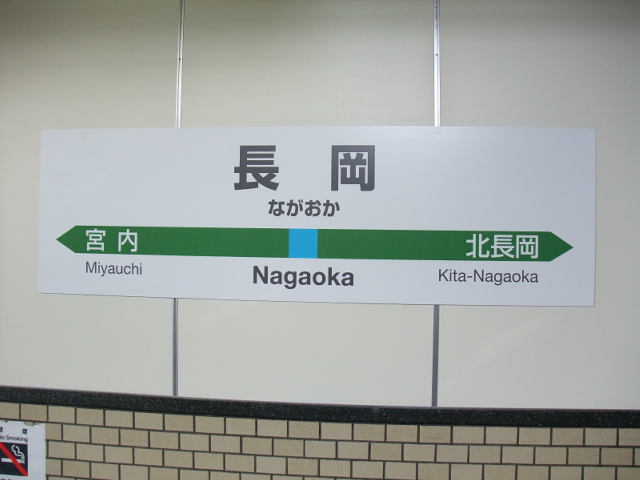 長岡
ながおか
宮内
北長岡
Miyauchi
Nagaoka
Kita-Nagaoka
No Smoking